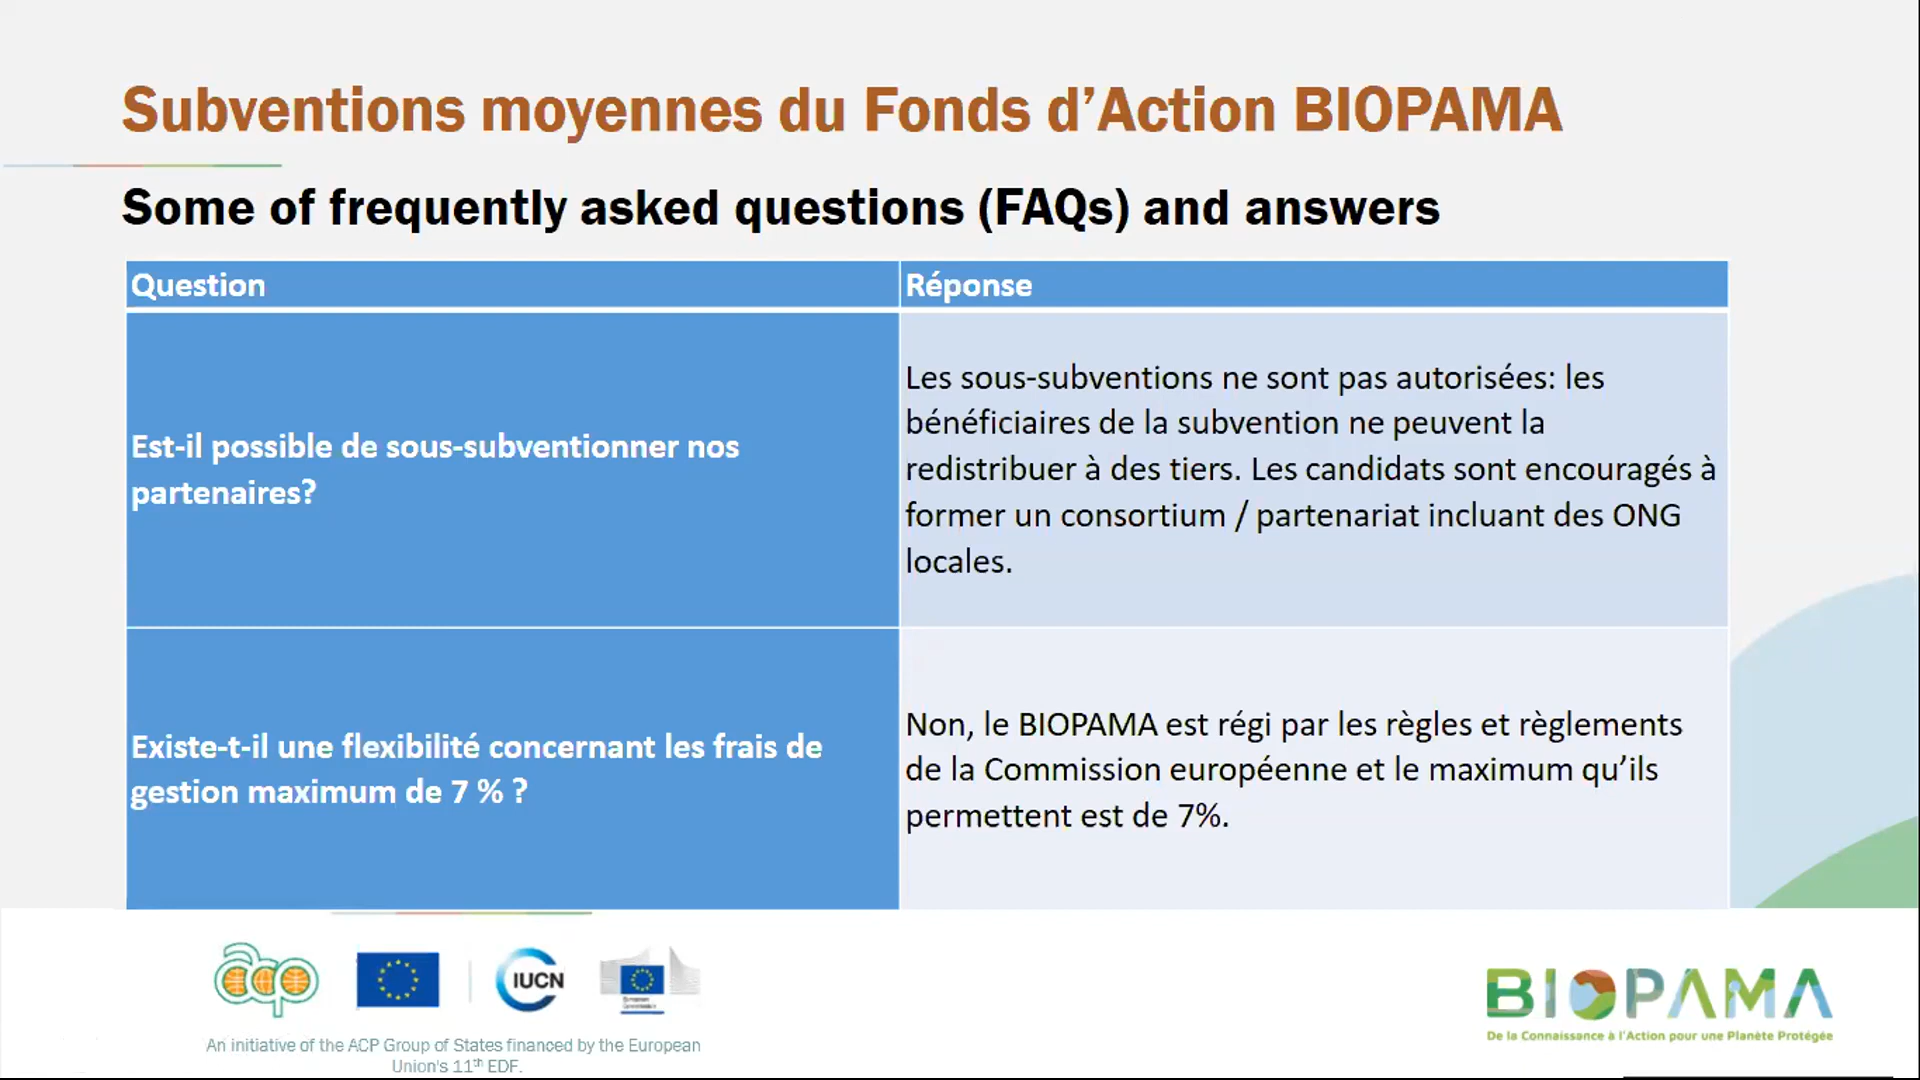 Subventions moyennes du Fonds d’Action BIOPAMA
Some of frequently asked questions (FAQs) and answers
Question
Réponse
Est-il possible de sous-subventionner nos
partenaires?
Les sous-subventions ne sont pas autorisées: les
bénéficiaires de la subvention ne peuvent la
redistribuer à des tiers. Les candidats sont encouragés à
former un consortium / partenariat incluant des ONG
locales.
Existe-t-il une flexibilité concernant les frais de
gestion maximum de 7 % ?
Non, le BIOPAMA est régi par les règles et règlements
de la Commission européenne et le maximum qu’ils
permettent est de 7%.
acp
IUCN
European
Commission
An initiative of the ACP Group of States financed by the European
Union's 11th EDF.
BIOPAMA
De la Connaissance à l'Action pour une Planète Protégée